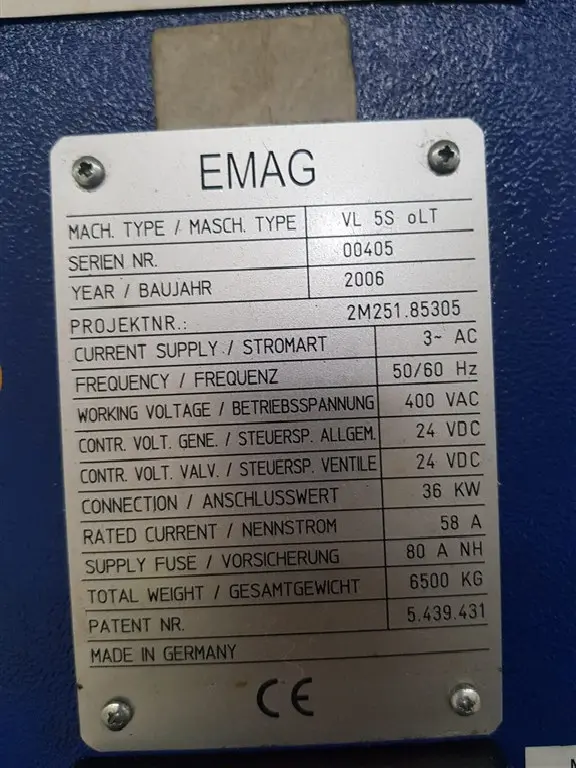 EMAG
MACH. TYPE / MASCH. TYPE VL 5S oLT
SERIEN NR. 00405
YEAR / BAUJAHR 2006
PROJEKTNR.: 2M251.85305
CURRENT SUPPLY / STROMART 3~ AC
FREQUENCY / FREQUENZ 50/60 Hz
WORKING VOLTAGE / BETRIEBSSPANNUNG 400 VAC
CONTR. VOLT. GENE. / STEUERSP. ALLGEM. 24 VDC
CONTR. VOLT. VALV. / STEUERSP. VENTILE 24 VDC
CONNECTION / ANSCHLUSSWERT 36 KW
RATED CURRENT / NENNSTROM 58 A
SUPPLY FUSE / VORSICHERUNG 80 A NH
TOTAL WEIGHT / GESAMTGEWICHT 6500 KG
PATENT NR. 5.439.431
MADE IN GERMANY
CE